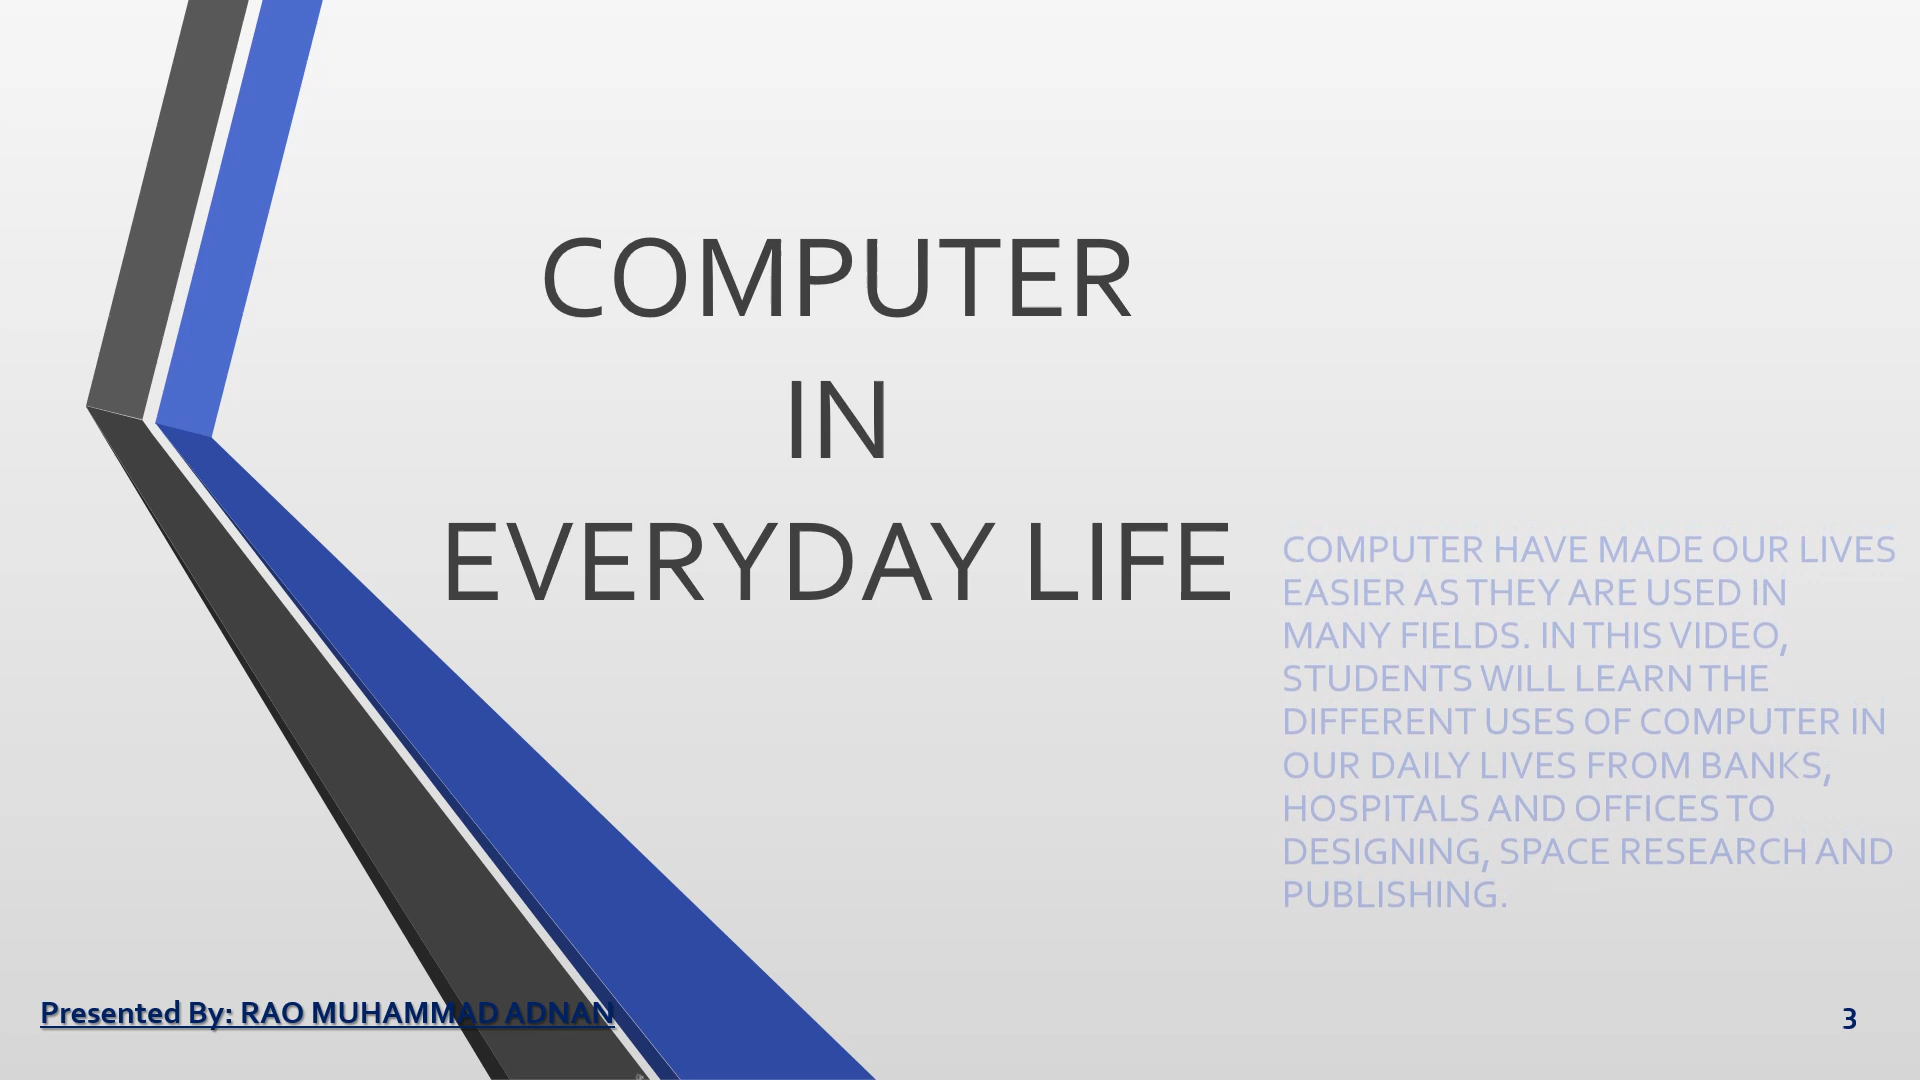 COMPUTER
IN
EVERYDAY LIFE
COMPUTER HAVE MADE OUR LIVES
EASIER AS THEY ARE USED IN
MANY FIELDS. IN THIS VIDEO,
STUDENTS WILL LEARN THE
DIFFERENT USES OF COMPUTER IN
OUR DAILY LIVES FROM BANKS,
HOSPITALS AND OFFICES TO
DESIGNING, SPACE RESEARCH AND
PUBLISHING.
Presented By: RAO MUHAMMAD ADNAN
3